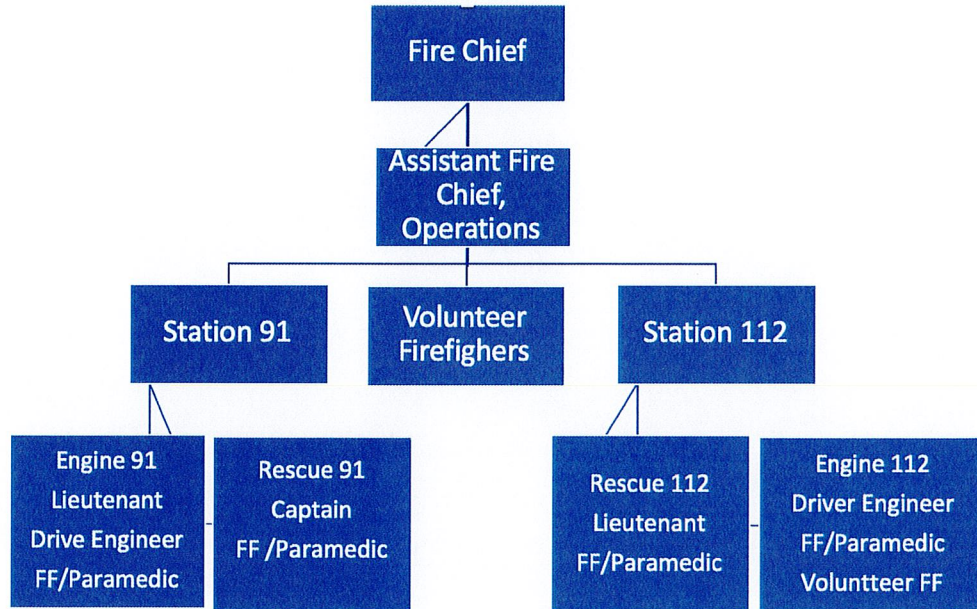 Fire Chief
Assistant Fire
Chief,
Operations
Station 91
Volunteer
Firefighers
Station 112
Engine 91
Lieutenant
Drive Engineer
FF/Paramedic
Rescue 91
Captain
FF /Paramedic
Rescue 112
Lieutenant
FF/Paramedic
Engine 112
Driver Engineer
FF/Paramedic
Voluntteer FF